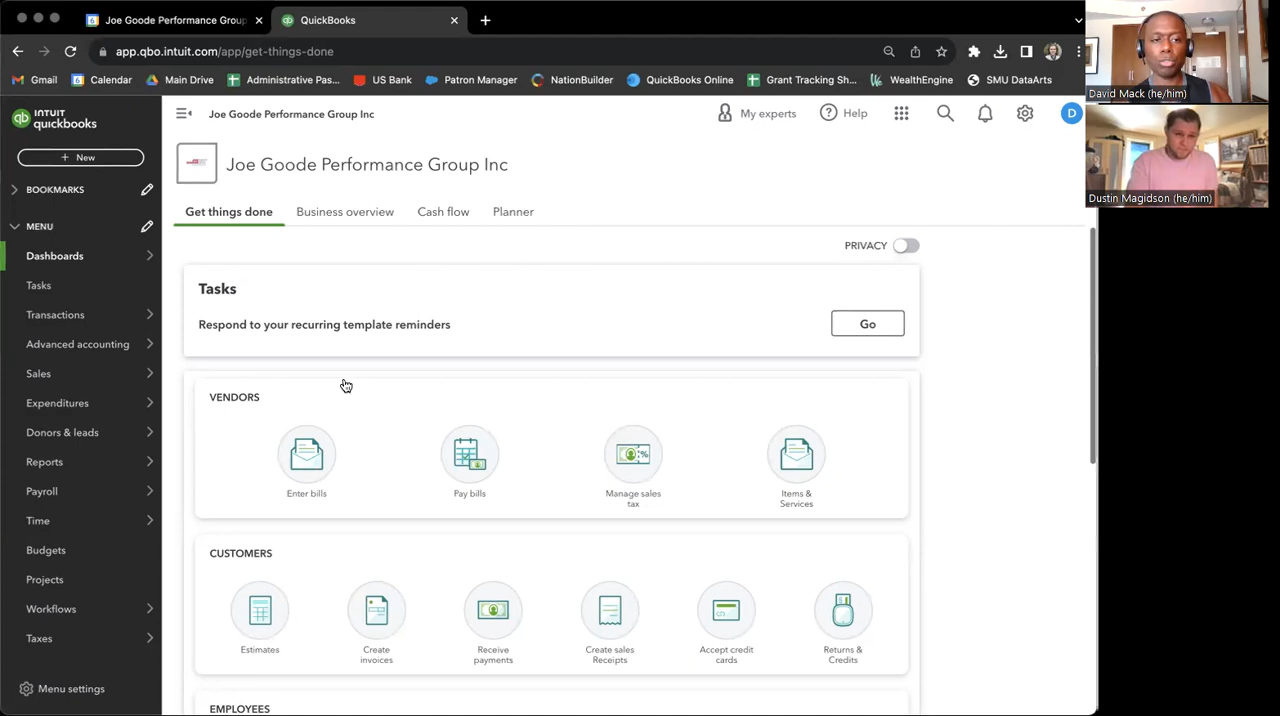 Joe Goode Performance Group
QuickBooks
app.qbo.intuit.com/app/get-things-done
Gmail
Calendar
Main Drive
Administrative Pas...
US Bank
Patron Manager
NationBuilder
QuickBooks Online
Grant Tracking Sh...
WealthEngine
SMU DataArts
David Mack (he/him)
Dustin Magidson (he/him)
INTUIT
quickbooks
Joe Goode Performance Group Inc
My experts
Help
D
+ New
BOOKMARKS
MENU
Dashboards
Tasks
Transactions
Advanced accounting
Sales
Expenditures
Donors & leads
Reports
Payroll
Time
Budgets
Projects
Workflows
Taxes
Menu settings
Joe Goode Performance Group Inc
Get things done
Business overview
Cash flow
Planner
PRIVACY
Tasks
Respond to your recurring template reminders
Go
VENDORS
Enter bills
Pay bills
Manage sales
tax
Items &
Services
CUSTOMERS
Estimates
Create
invoices
Receive
payments
Create sales
Receipts
Accept credit
cards
Returns &
Credits
EMPLOYEES